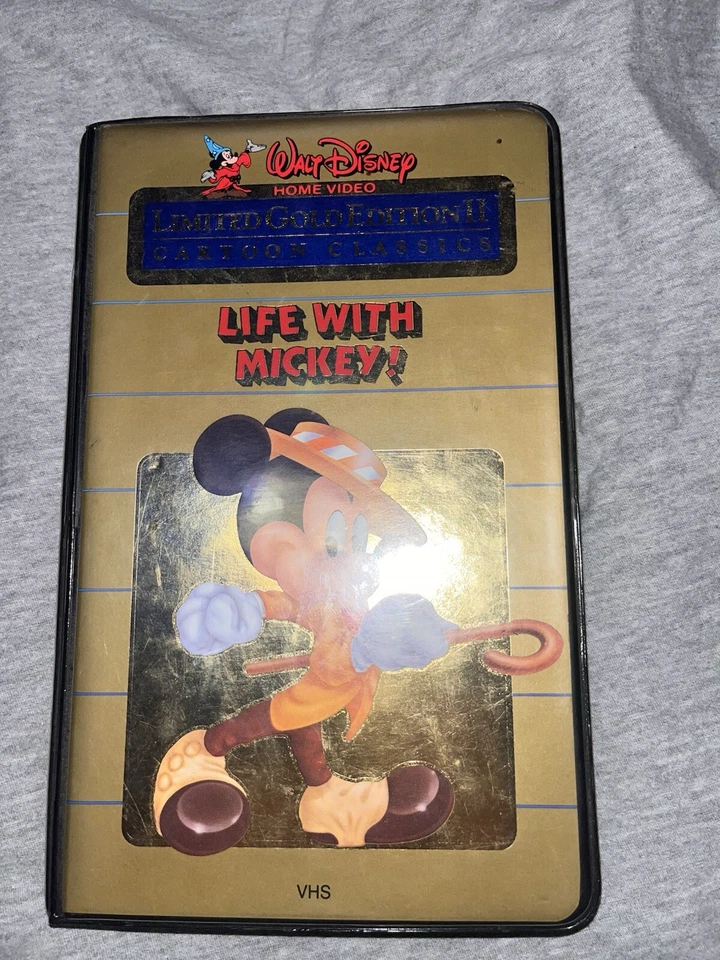 WALT DISNEY
HOME VIDEO
LIMITED GOLD EDITION II
CARTOON CLASSICS
LIFE WITH
MICKEY!
VHS